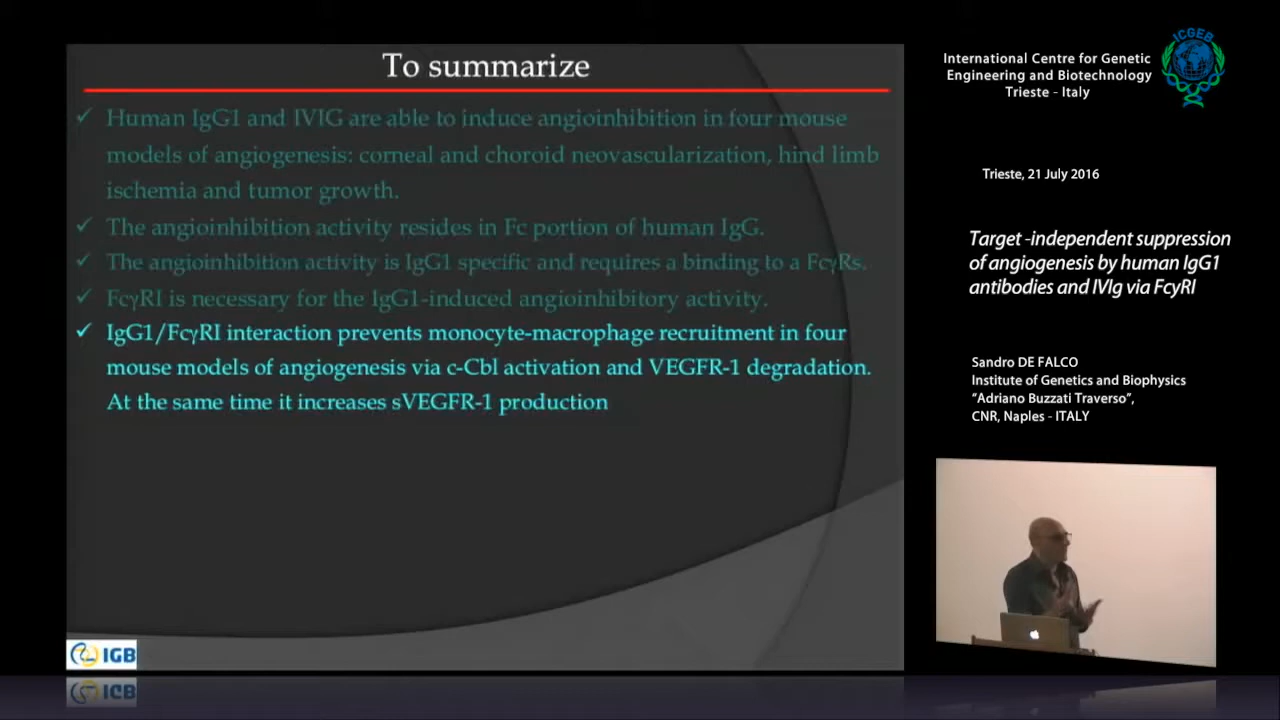 To summarize
✓ Human IgG1 and IVIG are able to induce angioinhibition in four mouse
models of angiogenesis: corneal and choroid neovascularization, hind limb
ischemia and tumor growth.
✓ The angioinhibition activity resides in Fc portion of human IgG.
✓ The angioinhibition activity is IgG1 specific and requires a binding to a FcγRs.
✓ FcγRI is necessary for the IgG1-induced angioinhibitory activity.
✓ IgG1/FcγRI interaction prevents monocyte-macrophage recruitment in four
mouse models of angiogenesis via c-Cbl activation and VEGFR-1 degradation.
At the same time it increases sVEGFR-1 production
IGB
International Centre for Genetic
Engineering and Biotechnology
Trieste - Italy
ICGEB
Trieste, 21 July 2016
Target -independent suppression
of angiogenesis by human IgG1
antibodies and IVIg via FcγRI
Sandro DE FALCO
Institute of Genetics and Biophysics
“Adriano Buzzati Traverso”,
CNR, Naples - ITALY